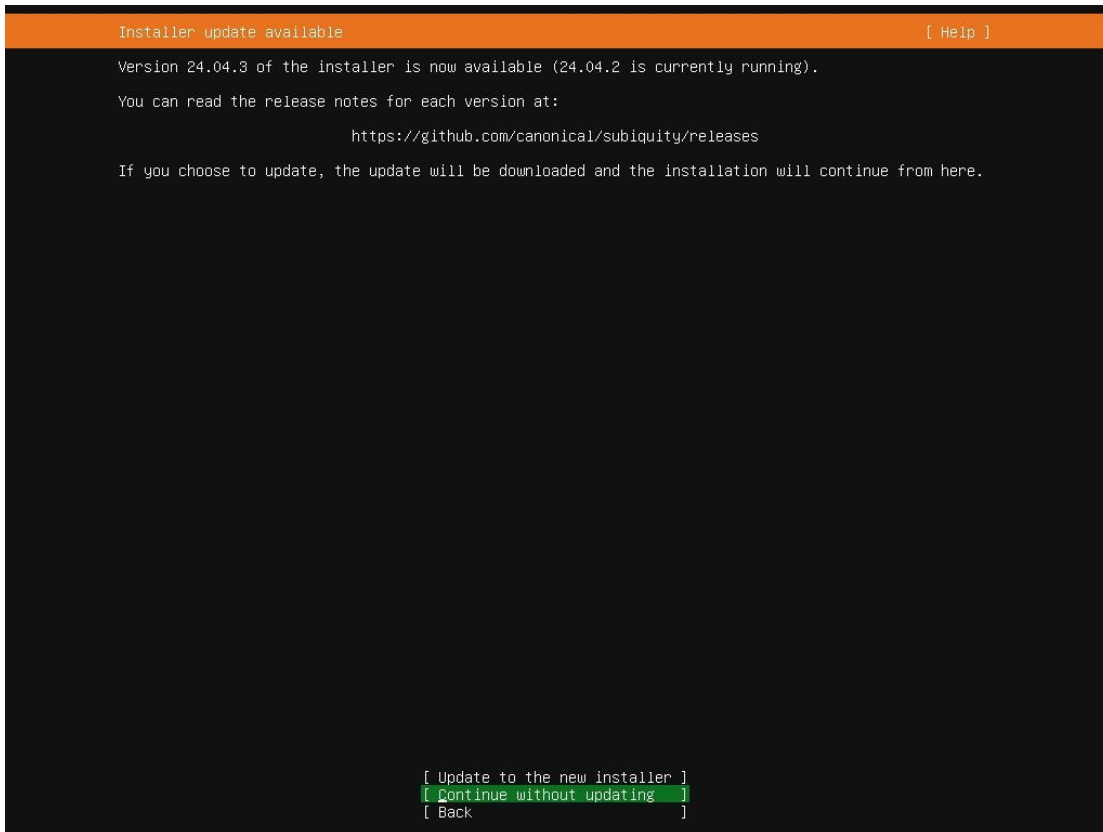 Installer update available [ Help ]
Version 24.04.3 of the installer is now available (24.04.2 is currently running).
You can read the release notes for each version at:
https://github.com/canonical/subiquity/releases
If you choose to update, the update will be downloaded and the installation will continue from here.
[ Update to the new installer ]
[ Continue without updating ]
[ Back ]